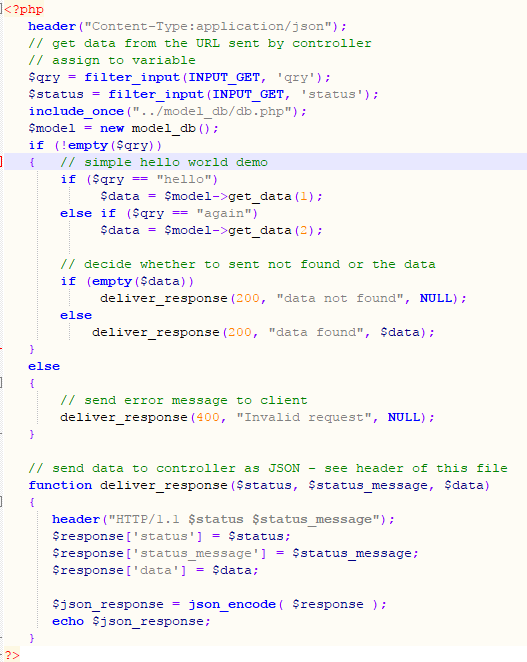 <?php
header("Content-Type:application/json");
// get data from the URL sent by controller
// assign to variable
$qry = filter_input(INPUT_GET, 'qry');
$status = filter_input(INPUT_GET, 'status');
include_once("../model_db/db.php");
$model = new model_db();
if (!empty($qry))
{ // simple hello world demo
if ($qry == "hello")
$data = $model->get_data(1);
else if ($qry == "again")
$data = $model->get_data(2);
// decide whether to sent not found or the data
if (empty($data))
deliver_response(200, "data not found", NULL);
else
deliver_response(200, "data found", $data);
}
else
{
// send error message to client
deliver_response(400, "Invalid request", NULL);
}
// send data to controller as JSON - see header of this file
function deliver_response($status, $status_message, $data)
{
header("HTTP/1.1 $status $status_message");
$response['status'] = $status;
$response['status_message'] = $status_message;
$response['data'] = $data;
$json_response = json_encode( $response );
echo $json_response;
}
?>